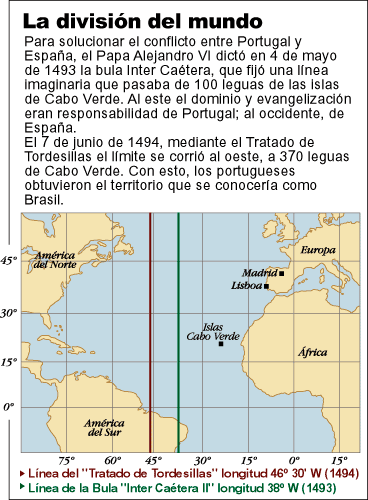 La división del mundo
Para solucionar el conflicto entre Portugal y
España, el Papa Alejandro VI dictó en 4 de mayo
de 1493 la bula Inter Caétera, que fijó una línea
imaginaria que pasaba de 100 leguas de las islas
de Cabo Verde. Al este el dominio y evangelización
eran responsabilidad de Portugal; al occidente, de
España.
El 7 de junio de 1494, mediante el Tratado de
Tordesillas el límite se corrió al oeste, a 370 leguas
de Cabo Verde. Con esto, los portugueses
obtuvieron el territorio que se conocería como
Brasil.
América
del Norte
Europa
45°
Madrid
Lisboa
30°
Islas
Cabo Verde
África
15°
0°
América
del Sur
75° 60° 45° 30° 15° 0° 15°
Línea del "Tratado de Tordesillas" longitud 46º 30' W (1494)
Línea de la Bula "Inter Caétera II" longitud 38º W (1493)